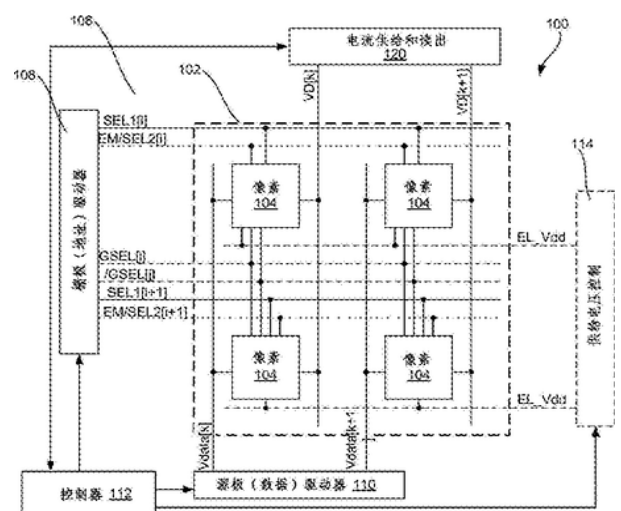 106
电流供给和读出
120
100
108
102
VD[k]
VD[k+1]
SEL1[i]
EM/SEL2[i]
114
栅极(地址)驱动器
像素
104
像素
104
EL_Vdd
GSEL[j]
/GSEL[j]
SEL1[i+1]
EM/SEL2[i+1]
供给电压控制
像素
104
像素
104
EL_Vdd
Vdata[k]
Vdata[k+1
控制器 112
源极(数据)驱动器 110